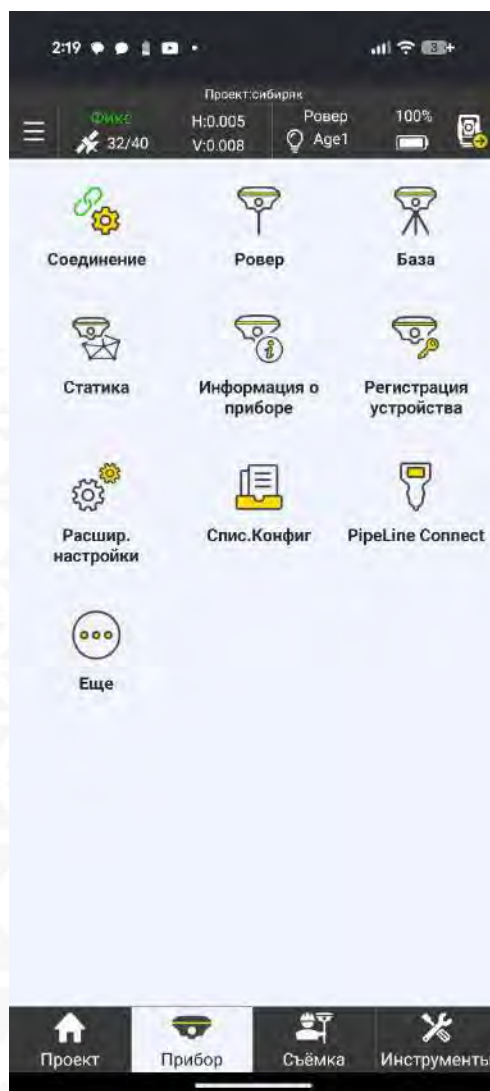 2:19
3+
Проект:сибиряк
Фикс
32/40
H:0.005
V:0.008
Ровер
Age1
100%
Соединение
Ровер
База
Статика
Информация о
приборе
Регистрация
устройства
Расшир.
настройки
Спис.Конфиг
PipeLine Connect
Еще
Проект
Прибор
Съёмка
Инструменты